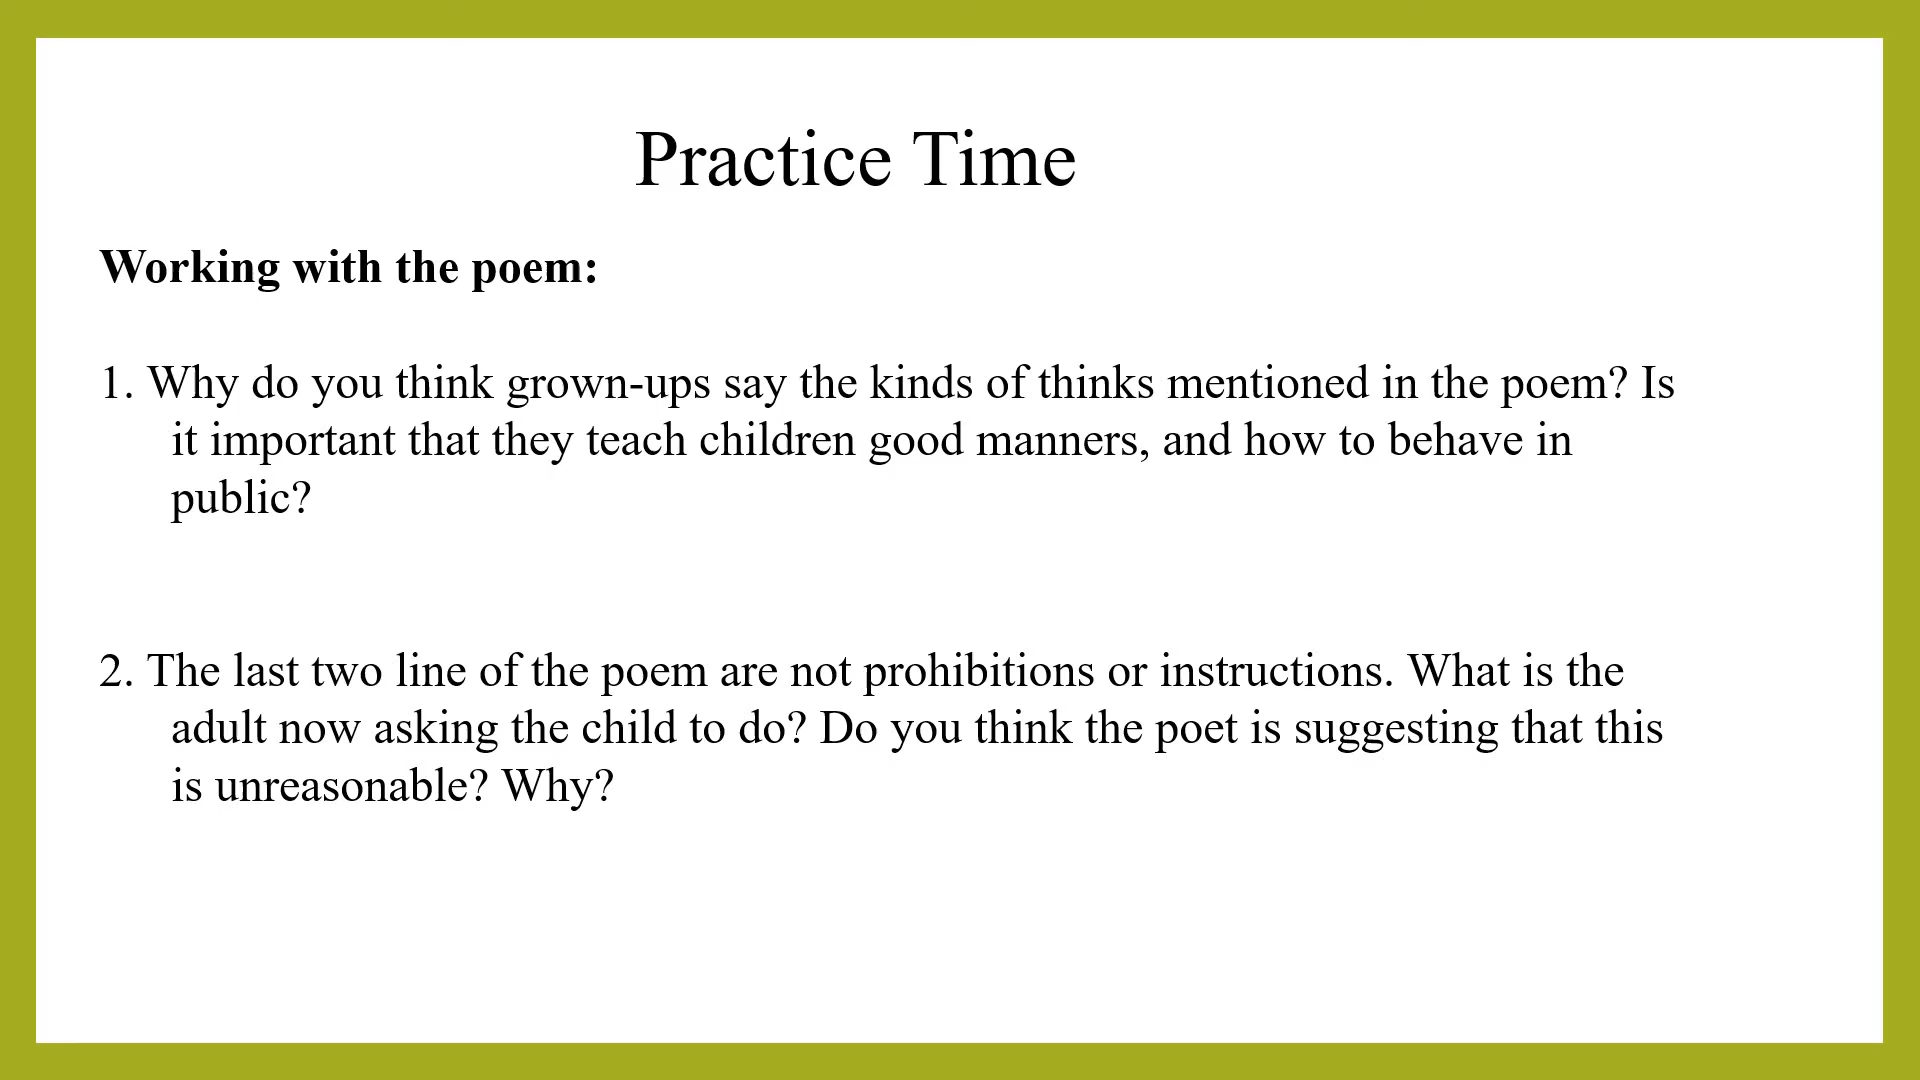 Practice Time
Working with the poem:
1. Why do you think grown-ups say the kinds of thinks mentioned in the poem? Is
it important that they teach children good manners, and how to behave in
public?
2. The last two line of the poem are not prohibitions or instructions. What is the
adult now asking the child to do? Do you think the poet is suggesting that this
is unreasonable? Why?